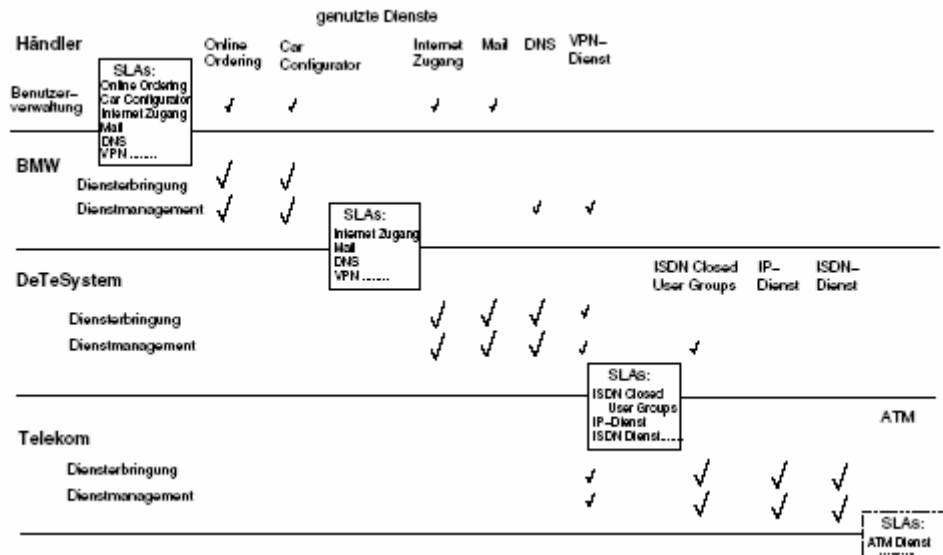 genutzte Dienste
Händler
Online Ordering
Car Configurator
Internet Zugang
Mail
DNS
VPN– Dienst
Benutzer– verwaltung
SLAs:
Online Ordering
Car Configurator
Internet Zugang
Mail
DNS
VPN .......
BMW
Diensterbringung
Dienstmanagement
SLAs:
Internet Zugang
Mail
DNS
VPN .......
DeTeSystem
ISDN Closed User Groups
IP– Dienst
ISDN– Dienst
Diensterbringung
Dienstmanagement
SLAs:
ISDN Closed
User Groups
IP–Dienst
ISDN Dienst......
ATM
Telekom
Diensterbringung
Dienstmanagement
SLAs:
ATM Dienst